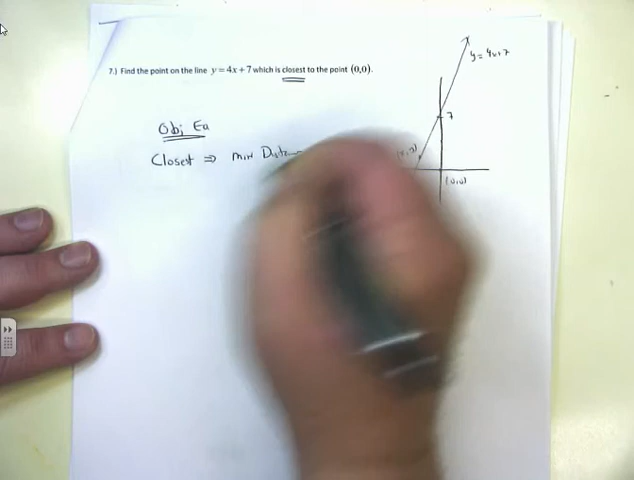 7.) Find the point on the line y = 4x + 7 which is closest to the point (0,0).
y = 4x+7
7
Obj Eq
Closest ⇒ min
(0,0)